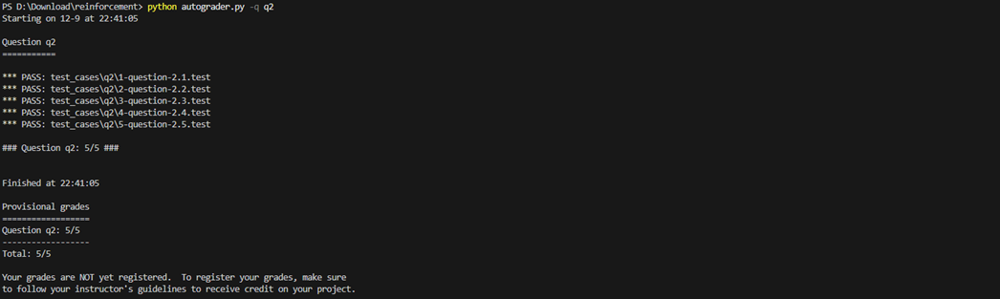 PS D:\Download\reinforcement> python autograder.py -q q2
Starting on 12-9 at 22:41:05
Question q2
===========
*** PASS: test_cases\q2\1-question-2.1.test
*** PASS: test_cases\q2\2-question-2.2.test
*** PASS: test_cases\q2\3-question-2.3.test
*** PASS: test_cases\q2\4-question-2.4.test
*** PASS: test_cases\q2\5-question-2.5.test
### Question q2: 5/5 ###
Finished at 22:41:05
Provisional grades
==================
Question q2: 5/5
------------------
Total: 5/5
Your grades are NOT yet registered.  To register your grades, make sure
to follow your instructor's guidelines to receive credit on your project.